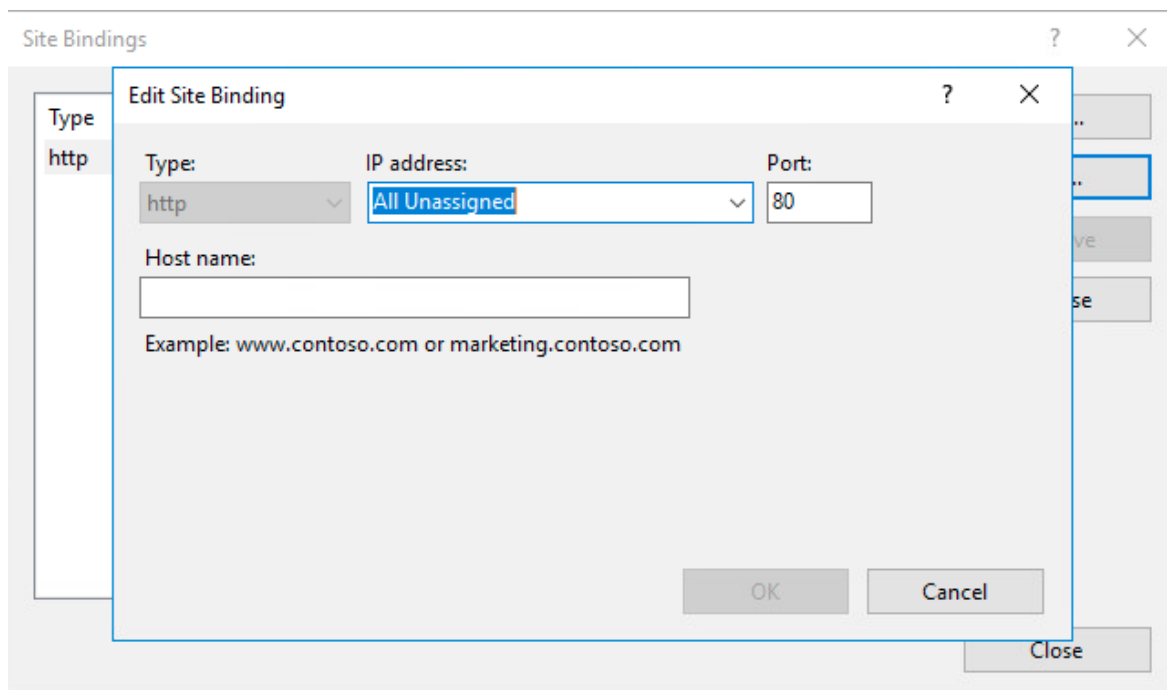 Site Bindings
?
Edit Site Binding
?
Type
..
http
Type:
IP address:
Port:
http
All Unassigned
80
..
Host name:
ve
se
Example: www.contoso.com or marketing.contoso.com
OK
Cancel
Close